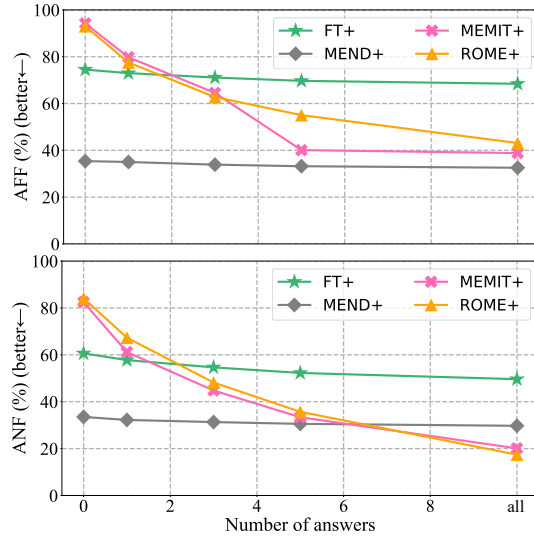 100
80
60
40
20
0
AFF (%) (better←)
FT+ MEMIT+
MEND+ ROME+
100
80
60
40
20
0
ANF (%) (better←)
FT+ MEMIT+
MEND+ ROME+
0 2 4 6 8 all
Number of answers